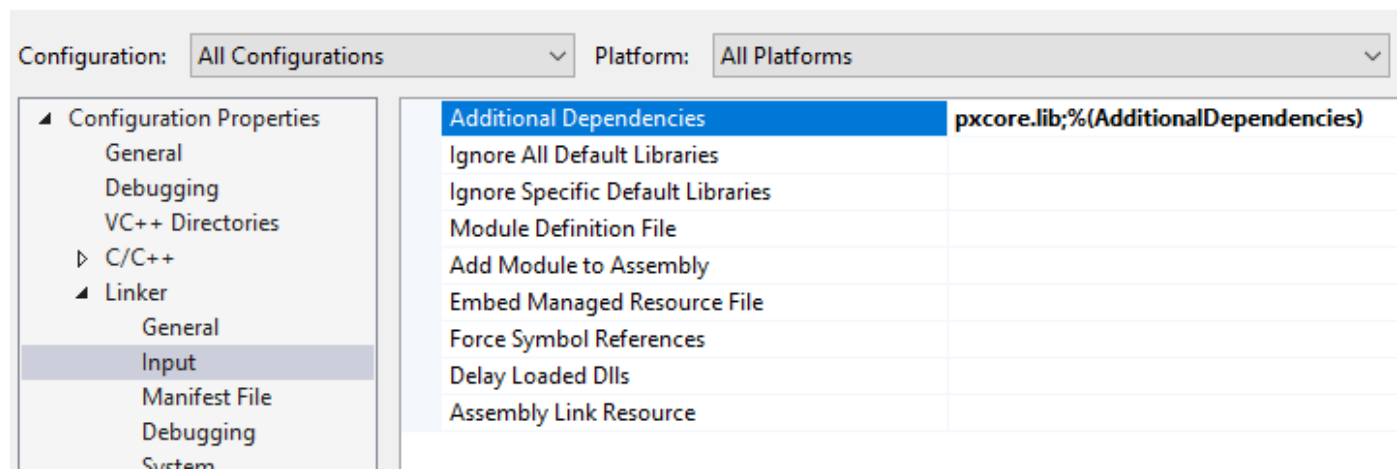 Configuration: All Configurations Platform: All Platforms
Configuration Properties
General
Debugging
VC++ Directories
C/C++
Linker
General
Input
Manifest File
Debugging
System
Additional Dependencies pxcore.lib;%(AdditionalDependencies)
Ignore All Default Libraries
Ignore Specific Default Libraries
Module Definition File
Add Module to Assembly
Embed Managed Resource File
Force Symbol References
Delay Loaded Dlls
Assembly Link Resource